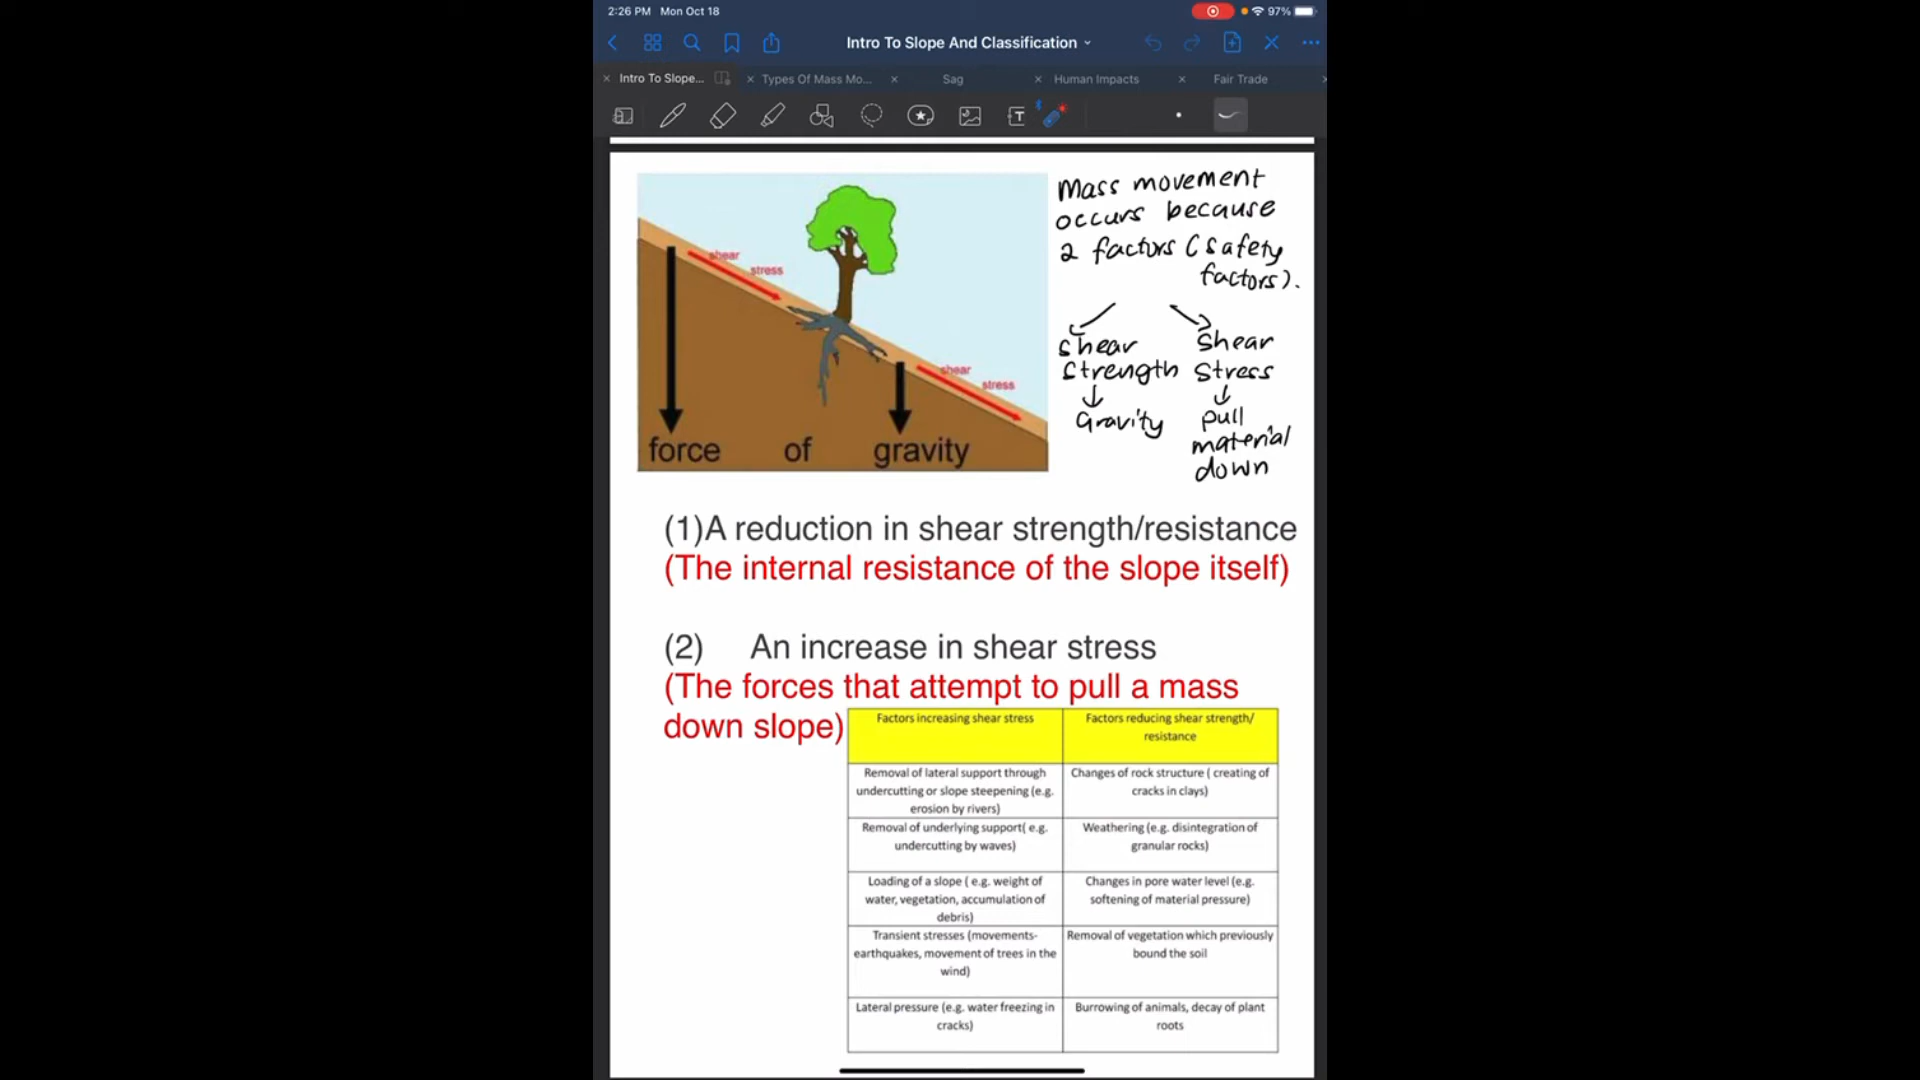 2:26 PM Mon Oct 18
97%
Intro To Slope And Classification
Intro To Slope...
Types Of Mass Mo...
Sag
Human Impacts
Fair Trade
shear
stress
shear
stress
force of gravity
Mass movement
occurs because
2 factors (safety
factors).
Shear
Strength
Gravity
Shear
Stress
pull
material
down
(1)A reduction in shear strength/resistance
(The internal resistance of the slope itself)
(2) An increase in shear stress
(The forces that attempt to pull a mass
down slope)
Factors increasing shear stress
Factors reducing shear strength/
resistance
Removal of lateral support through
undercutting or slope steepening (e.g.
erosion by rivers)
Changes of rock structure ( creating of
cracks in clays)
Removal of underlying support( e.g.
undercutting by waves)
Weathering (e.g. disintegration of
granular rocks)
Loading of a slope ( e.g. weight of
water, vegetation, accumulation of
debris)
Changes in pore water level (e.g.
softening of material pressure)
Transient stresses (movements-
earthquakes, movement of trees in the
wind)
Removal of vegetation which previously
bound the soil
Lateral pressure (e.g. water freezing in
cracks)
Burrowing of animals, decay of plant
roots